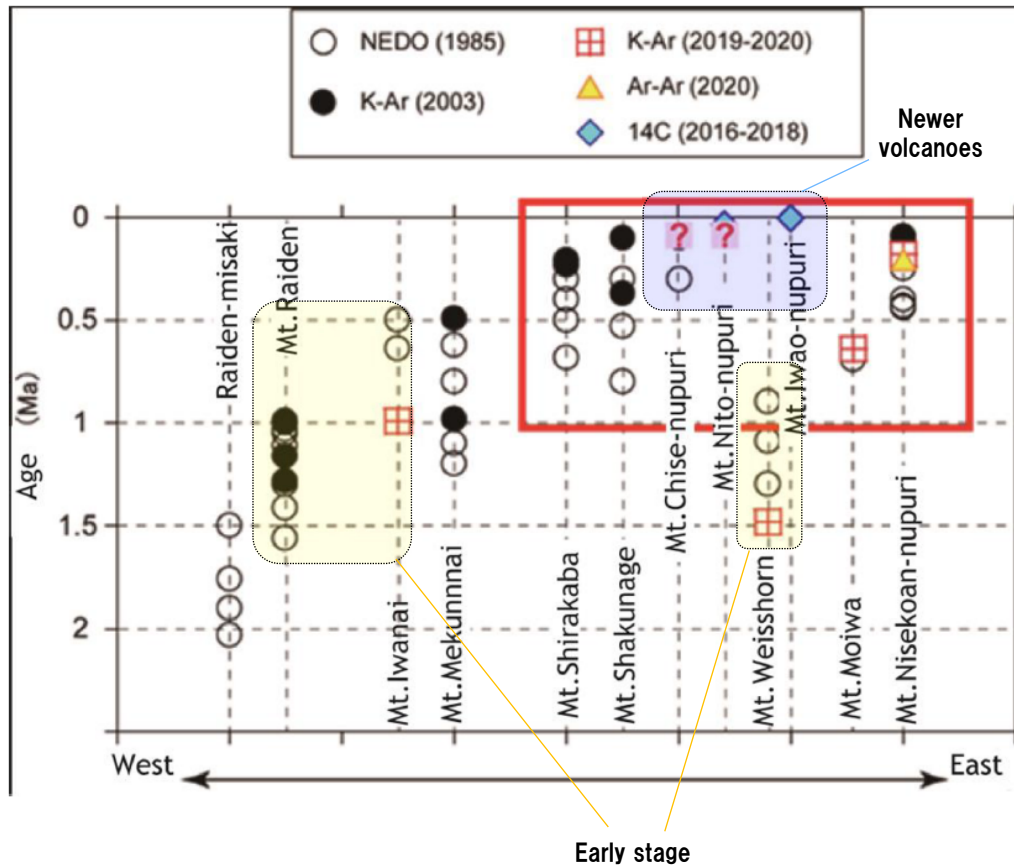 NEDO (1985)
K-Ar (2003)
K-Ar (2019-2020)
Ar-Ar (2020)
14C (2016-2018)
Newer
volcanoes
0
0.5
1
1.5
2
Age (Ma)
Raiden-misaki
Mt.Raiden
Mt.Iwanai
Mt.Mekunnnai
Mt.Shirakaba
Mt.Shakunage
Mt.Chise-nupuri
Mt.Nito-nupuri
Mt.Weisshorn
Mt.Iwao-nupuri
Mt.Moiwa
Mt.Nisekoan-nupuri
? ?
West
East
Early stage